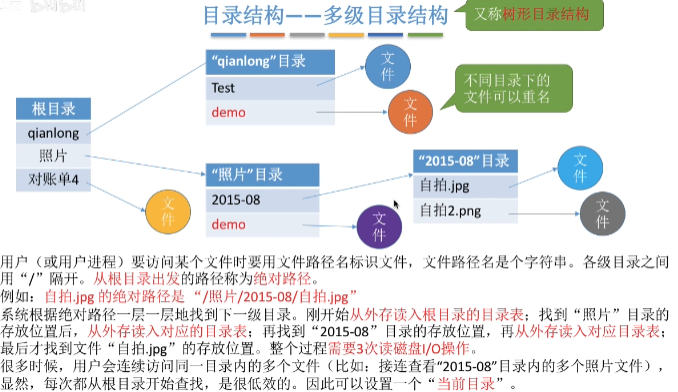 bilibili
目录结构——多级目录结构
又称树形目录结构
“qianlong”目录
Test
demo
文件
文件
不同目录下的
文件可以重名
根目录
qianlong
照片
对账单4
文件
“照片”目录
2015-08
demo
文件
“2015-08”目录
自拍.jpg
自拍2.png
文件
文件
用户（或用户进程）要访问某个文件时要用文件路径名标识文件，文件路径名是个字符串。各级目录之间
用“/”隔开。从根目录出发的路径称为绝对路径。
例如：自拍.jpg 的绝对路径是 “/照片/2015-08/自拍.jpg”
系统根据绝对路径一层一层地找到下一级目录。刚开始从外存读入根目录的目录表；找到“照片”目录的
存放位置后，从外存读入对应的目录表；再找到“2015-08”目录的存放位置，再从外存读入对应目录表；
最后才找到文件“自拍.jpg”的存放位置。整个过程需要3次读磁盘I/O操作。
很多时候，用户会连续访问同一目录内的多个文件（比如：接连查看“2015-08”目录内的多个照片文件），
显然，每次都从根目录开始查找，是很低效的。因此可以设置一个“当前目录”。